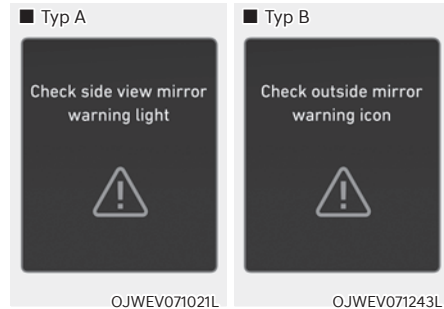 ■ Typ A
Check side view mirror
warning light
OJWEV071021L
■ Typ B
Check outside mirror
warning icon
OJWEV071243L